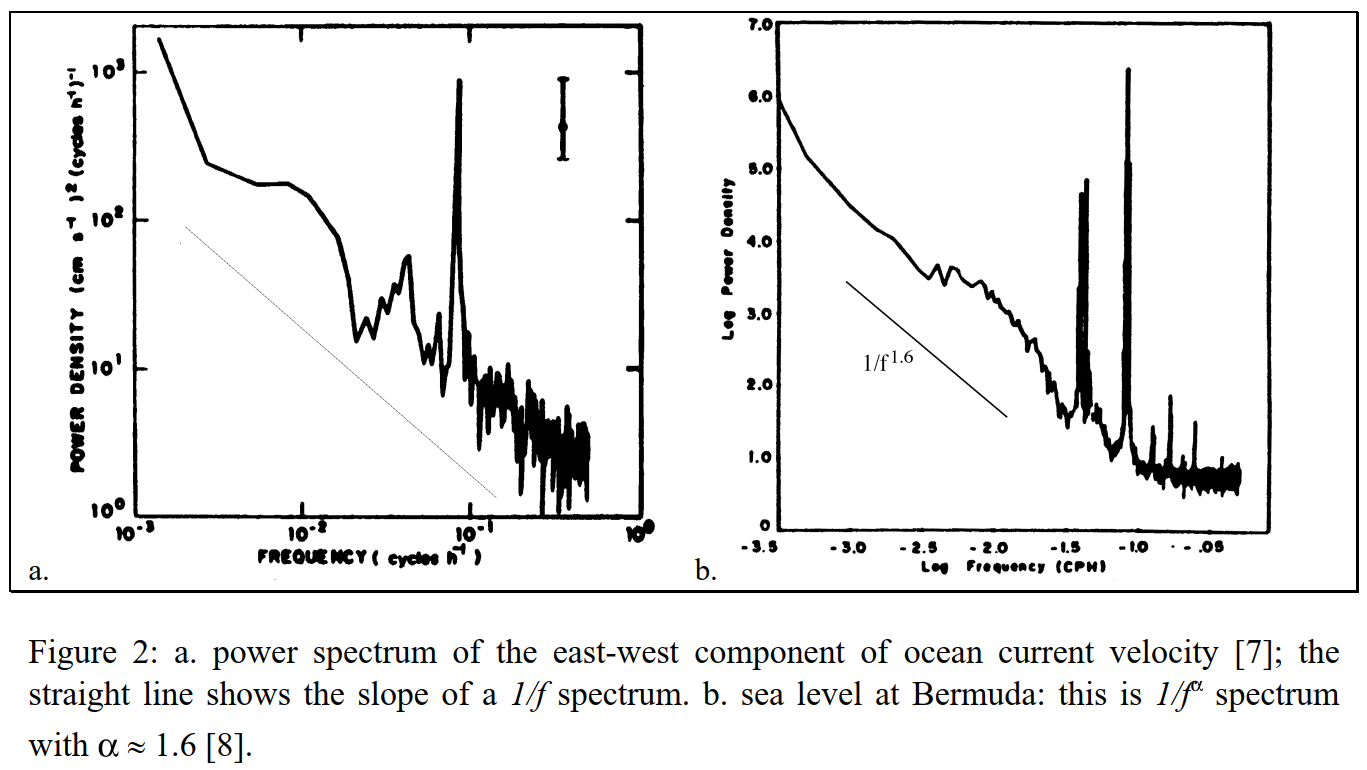 POWER DENSITY (cm s⁻¹ )² (cycles h⁻¹)⁻¹
10³
10²
10¹
10⁰
10⁻³
10⁻²
10⁻¹
10⁰
FREQUENCY ( cycles h⁻¹ )
a.
Log Power Density
7.0
6.0
5.0
4.0
3.0
2.0
1.0
0
1/f¹·⁶
-3.5
-3.0
-2.5
-2.0
-1.5
-1.0
-.05
Log Frequency (CPH)
b.
Figure 2: a. power spectrum of the east-west component of ocean current velocity [7]; the
straight line shows the slope of a 1/f spectrum. b. sea level at Bermuda: this is 1/fᵅ spectrum
with α ≈ 1.6 [8].